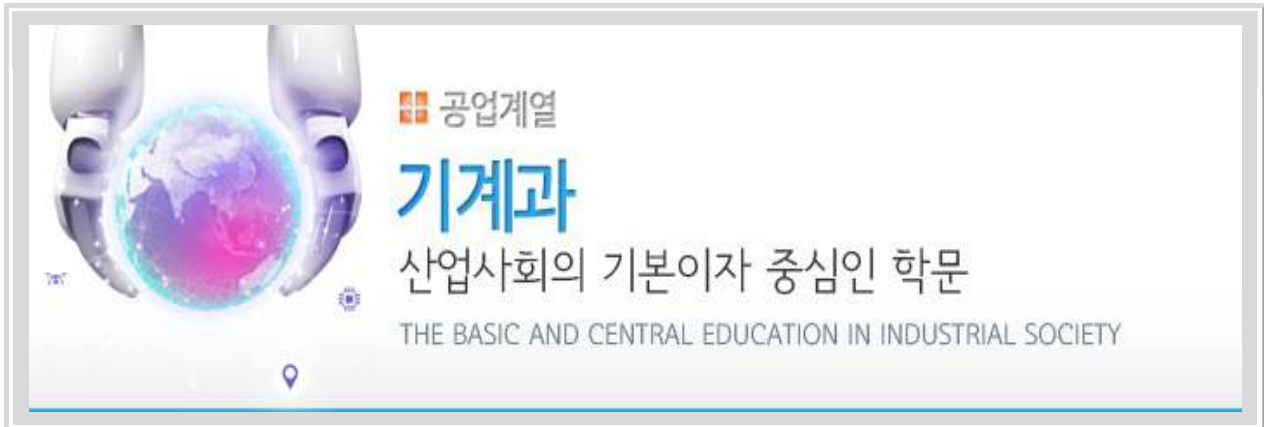 공업계열
기계과
산업사회의 기본이자 중심인 학문
THE BASIC AND CENTRAL EDUCATION IN INDUSTRIAL SOCIETY